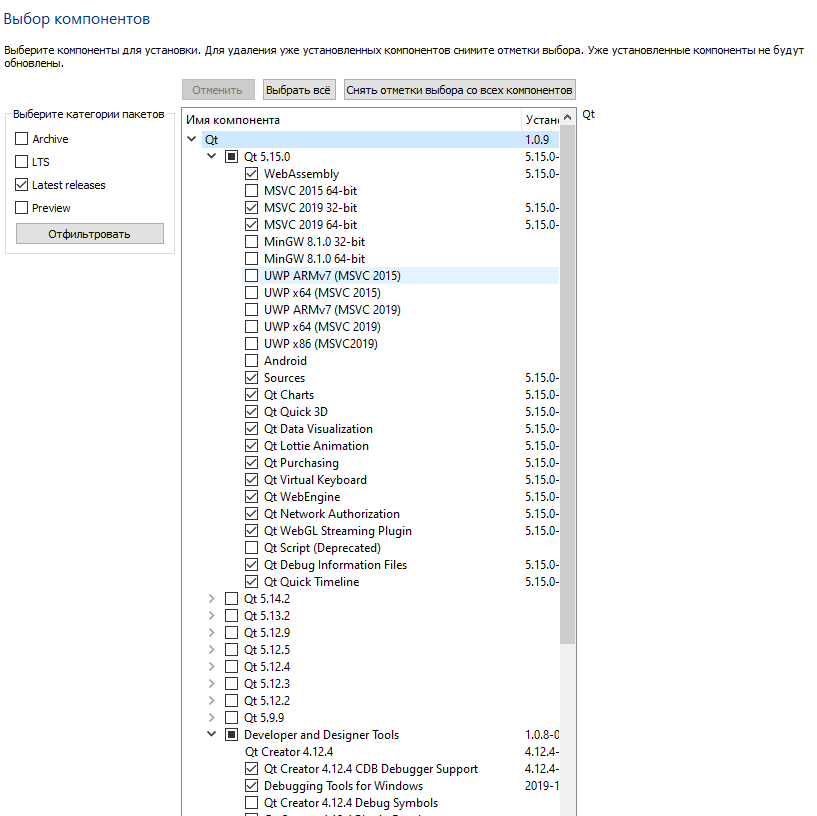 Выбор компонентов
Выберите компоненты для установки. Для удаления уже установленных компонентов снимите отметки выбора. Уже установленные компоненты не будут
обновлены.
Отменить Выбрать всё Снять отметки выбора со всех компонентов
Выберите категории пакетов
Archive
LTS
Latest releases
Preview
Отфильтровать
Имя компонента Устан
Qt 1.0.9
Qt 5.15.0 5.15.0-
WebAssembly 5.15.0-
MSVC 2015 64-bit
MSVC 2019 32-bit 5.15.0-
MSVC 2019 64-bit 5.15.0-
MinGW 8.1.0 32-bit
MinGW 8.1.0 64-bit
UWP ARMv7 (MSVC 2015)
UWP x64 (MSVC 2015)
UWP ARMv7 (MSVC 2019)
UWP x64 (MSVC 2019)
UWP x86 (MSVC2019)
Android
Sources 5.15.0-
Qt Charts 5.15.0-
Qt Quick 3D 5.15.0-
Qt Data Visualization 5.15.0-
Qt Lottie Animation 5.15.0-
Qt Purchasing 5.15.0-
Qt Virtual Keyboard 5.15.0-
Qt WebEngine 5.15.0-
Qt Network Authorization 5.15.0-
Qt WebGL Streaming Plugin 5.15.0-
Qt Script (Deprecated)
Qt Debug Information Files 5.15.0-
Qt Quick Timeline 5.15.0-
Qt 5.14.2
Qt 5.13.2
Qt 5.12.9
Qt 5.12.5
Qt 5.12.4
Qt 5.12.3
Qt 5.12.2
Qt 5.9.9
Developer and Designer Tools 1.0.8-0
Qt Creator 4.12.4 4.12.4-
Qt Creator 4.12.4 CDB Debugger Support 4.12.4-
Debugging Tools for Windows 2019-1
Qt Creator 4.12.4 Debug Symbols
Qt